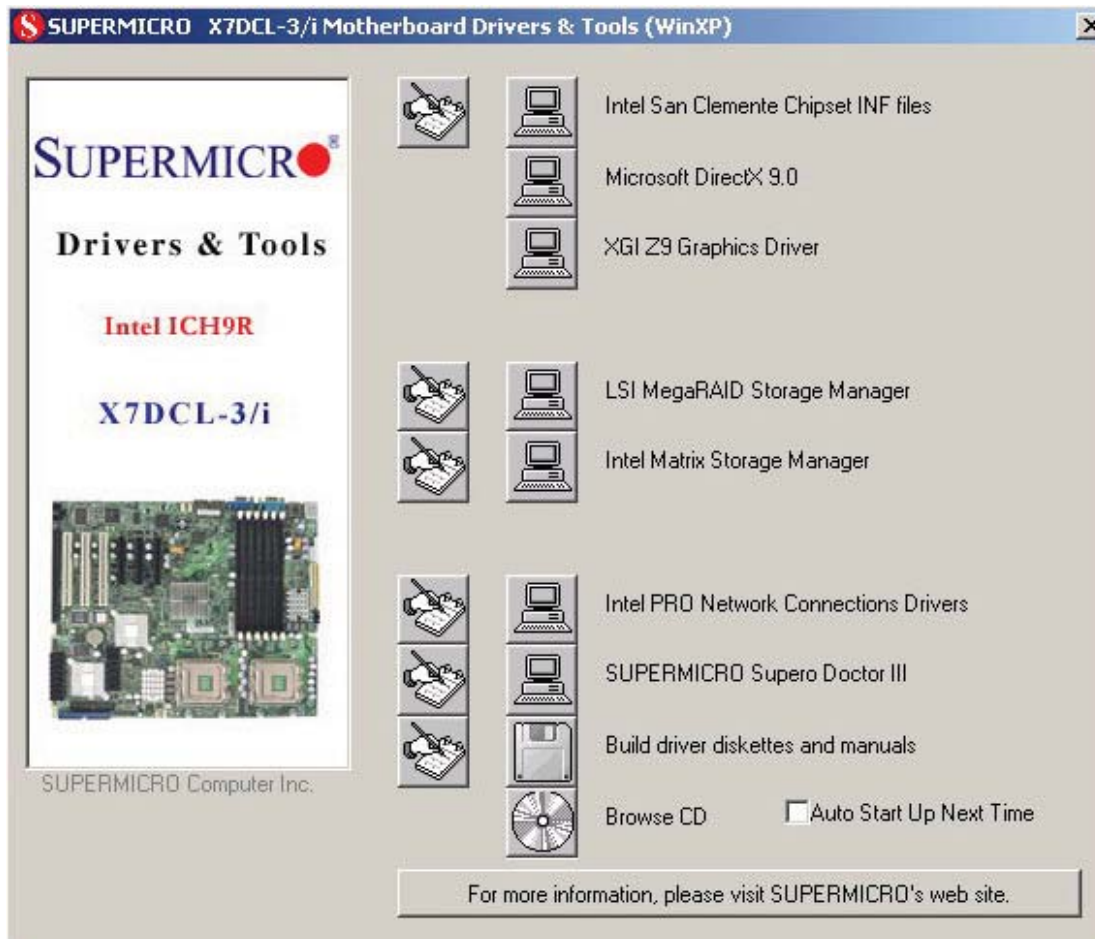 SUPERMICRO X7DCL-3/i Motherboard Drivers & Tools (WinXP)
SUPERMICRO®
Drivers & Tools
Intel ICH9R
X7DCL-3/i
SUPERMICRO Computer Inc.
Intel San Clemente Chipset INF files
Microsoft DirectX 9.0
XGI Z9 Graphics Driver
LSI MegaRAID Storage Manager
Intel Matrix Storage Manager
Intel PRO Network Connections Drivers
SUPERMICRO Supero Doctor III
Build driver diskettes and manuals
Browse CD
Auto Start Up Next Time
For more information, please visit SUPERMICRO's web site.